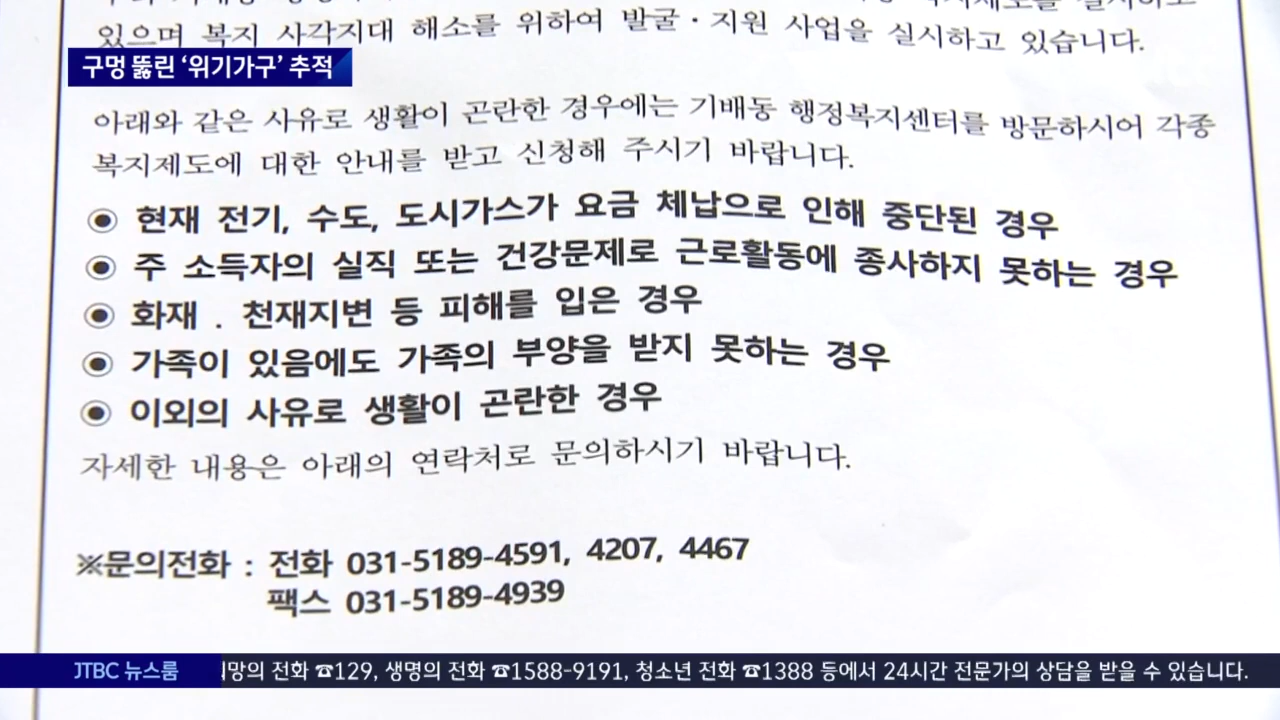 있으며 복지 사각지대 해소를 위하여 발굴·지원 사업을 실시하고 있습니다.
구멍 뚫린 ‘위기가구’ 추적
아래와 같은 사유로 생활이 곤란한 경우에는 기배동 행정복지센터를 방문하시어 각종
복지제도에 대한 안내를 받고 신청해 주시기 바랍니다.
◉ 현재 전기, 수도, 도시가스가 요금 체납으로 인해 중단된 경우
◉ 주 소득자의 실직 또는 건강문제로 근로활동에 종사하지 못하는 경우
◉ 화재 . 천재지변 등 피해를 입은 경우
◉ 가족이 있음에도 가족의 부양을 받지 못하는 경우
◉ 이외의 사유로 생활이 곤란한 경우
자세한 내용은 아래의 연락처로 문의하시기 바랍니다.
※문의전화 : 전화 031-5189-4591, 4207, 4467
팩스 031-5189-4939
JTBC 뉴스룸 의 전화 ☎129, 생명의 전화 ☎1588-9191, 청소년 전화 ☎1388 등에서 24시간 전문가의 상담을 받을 수 있습니다.